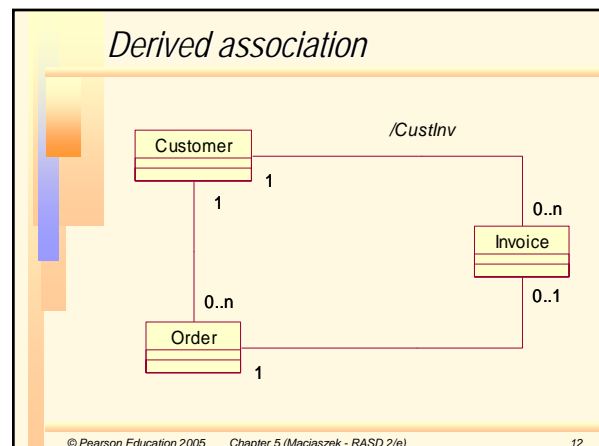 Derived association
/CustInv
Customer
1
1
0..n
Invoice
0..1
0..n
Order
1
© Pearson Education 2005 Chapter 5 (Maciaszek - RASD 2/e) 12